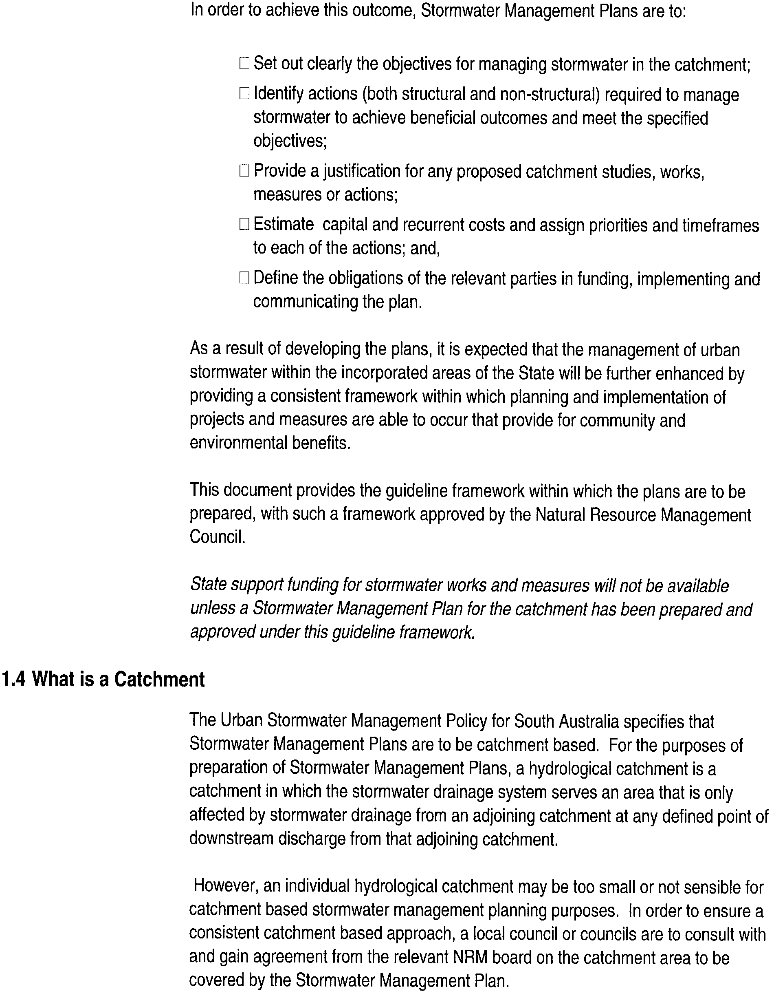 In order to achieve this outcome, Stormwater Management Plans are to:
□ Set out clearly the objectives for managing stormwater in the catchment;
□ Identify actions (both structural and non-structural) required to manage
stormwater to achieve beneficial outcomes and meet the specified
objectives;
□ Provide a justification for any proposed catchment studies, works,
measures or actions;
□ Estimate  capital and recurrent costs and assign priorities and timeframes
to each of the actions; and,
□ Define the obligations of the relevant parties in funding, implementing and
communicating the plan.
As a result of developing the plans, it is expected that the management of urban
stormwater within the incorporated areas of the State will be further enhanced by
providing a consistent framework within which planning and implementation of
projects and measures are able to occur that provide for community and
environmental benefits.
This document provides the guideline framework within which the plans are to be
prepared, with such a framework approved by the Natural Resource Management
Council.
State support funding for stormwater works and measures will not be available
unless a Stormwater Management Plan for the catchment has been prepared and
approved under this guideline framework.
1.4 What is a Catchment
The Urban Stormwater Management Policy for South Australia specifies that
Stormwater Management Plans are to be catchment based.  For the purposes of
preparation of Stormwater Management Plans, a hydrological catchment is a
catchment in which the stormwater drainage system serves an area that is only
affected by stormwater drainage from an adjoining catchment at any defined point of
downstream discharge from that adjoining catchment.
However, an individual hydrological catchment may be too small or not sensible for
catchment based stormwater management planning purposes.  In order to ensure a
consistent catchment based approach, a local council or councils are to consult with
and gain agreement from the relevant NRM board on the catchment area to be
covered by the Stormwater Management Plan.